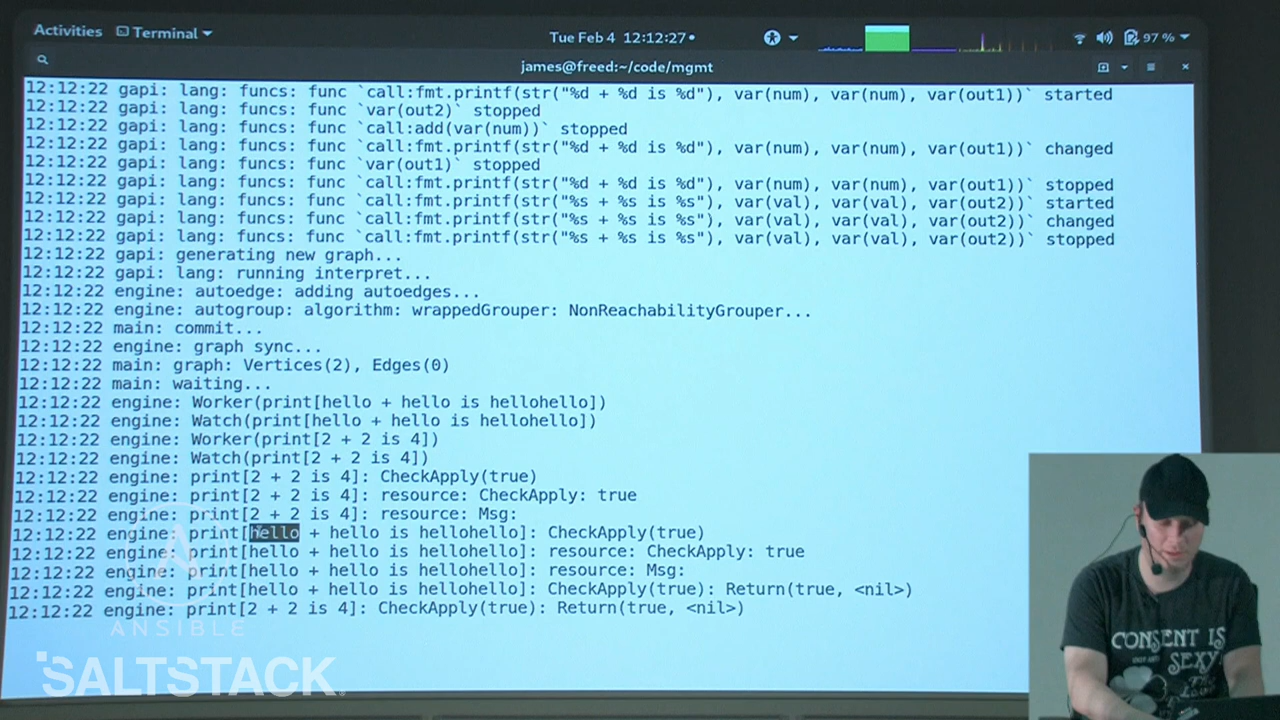 Activities Terminal Tue Feb 4 12:12:27 97 %
james@freed:~/code/mgmt
12:12:22 gapi: lang: funcs: func `call:fmt.printf(str("%d + %d is %d"), var(num), var(num), var(out1))` started
12:12:22 gapi: lang: funcs: func `var(out2)` stopped
12:12:22 gapi: lang: funcs: func `call:add(var(num))` stopped
12:12:22 gapi: lang: funcs: func `call:fmt.printf(str("%d + %d is %d"), var(num), var(num), var(out1))` changed
12:12:22 gapi: lang: funcs: func `var(out1)` stopped
12:12:22 gapi: lang: funcs: func `call:fmt.printf(str("%d + %d is %d"), var(num), var(num), var(out1))` stopped
12:12:22 gapi: lang: funcs: func `call:fmt.printf(str("%s + %s is %s"), var(val), var(val), var(out2))` started
12:12:22 gapi: lang: funcs: func `call:fmt.printf(str("%s + %s is %s"), var(val), var(val), var(out2))` changed
12:12:22 gapi: lang: funcs: func `call:fmt.printf(str("%s + %s is %s"), var(val), var(val), var(out2))` stopped
12:12:22 gapi: generating new graph...
12:12:22 gapi: lang: running interpret...
12:12:22 engine: autoedge: adding autoedges...
12:12:22 engine: autogroup: algorithm: wrappedGrouper: NonReachabilityGrouper...
12:12:22 main: commit...
12:12:22 engine: graph sync...
12:12:22 main: graph: Vertices(2), Edges(0)
12:12:22 main: waiting...
12:12:22 engine: Worker(print[hello + hello is hellohello])
12:12:22 engine: Watch(print[hello + hello is hellohello])
12:12:22 engine: Worker(print[2 + 2 is 4])
12:12:22 engine: Watch(print[2 + 2 is 4])
12:12:22 engine: print[2 + 2 is 4]: CheckApply(true)
12:12:22 engine: print[2 + 2 is 4]: resource: CheckApply: true
12:12:22 engine: print[2 + 2 is 4]: resource: Msg:
12:12:22 engine: print[hello + hello is hellohello]: CheckApply(true)
12:12:22 engine: print[hello + hello is hellohello]: resource: CheckApply: true
12:12:22 engine: print[hello + hello is hellohello]: resource: Msg:
12:12:22 engine: print[hello + hello is hellohello]: CheckApply(true): Return(true, <nil>)
12:12:22 engine: print[2 + 2 is 4]: CheckApply(true): Return(true, <nil>)
ANSIBLE
SALTSTACK
CONSENT IS
SEXY